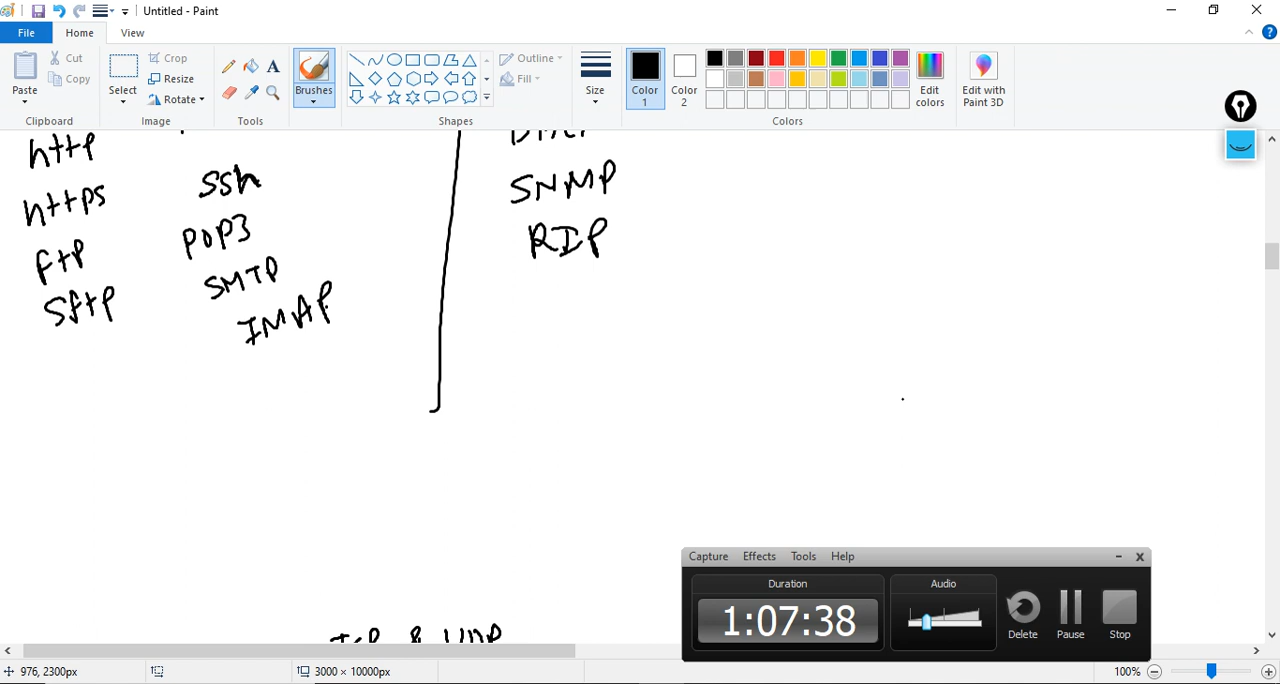 Untitled - Paint
File
Home
View
Paste
Cut
Copy
Clipboard
Select
Crop
Resize
Rotate
Image
A
Tools
Brushes
Shapes
Outline
Fill
Size
Color 1
Color 2
Edit colors
Colors
Edit with Paint 3D
http
https
ftp
sftp
ssh
POP3
SMTP
IMAP
SNMP
RIP
TCP & UDP
Capture
Effects
Tools
Help
Duration
1:07:38
Audio
Delete
Pause
Stop
976, 2300px
3000 × 10000px
100%